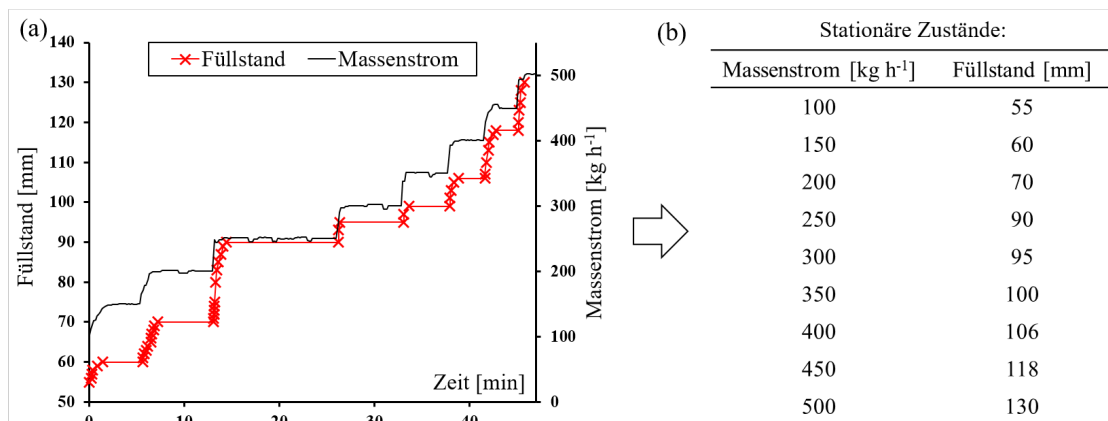 (a)
Füllstand Massenstrom
Füllstand [mm]
140
130
120
110
100
90
80
70
60
50
0 10 20 30 40
Zeit [min]
500
400
300
200
100
0
Massenstrom [kg h-1]
(b)
Stationäre Zustände:
Massenstrom [kg h-1] Füllstand [mm]
100 55
150 60
200 70
250 90
300 95
350 100
400 106
450 118
500 130